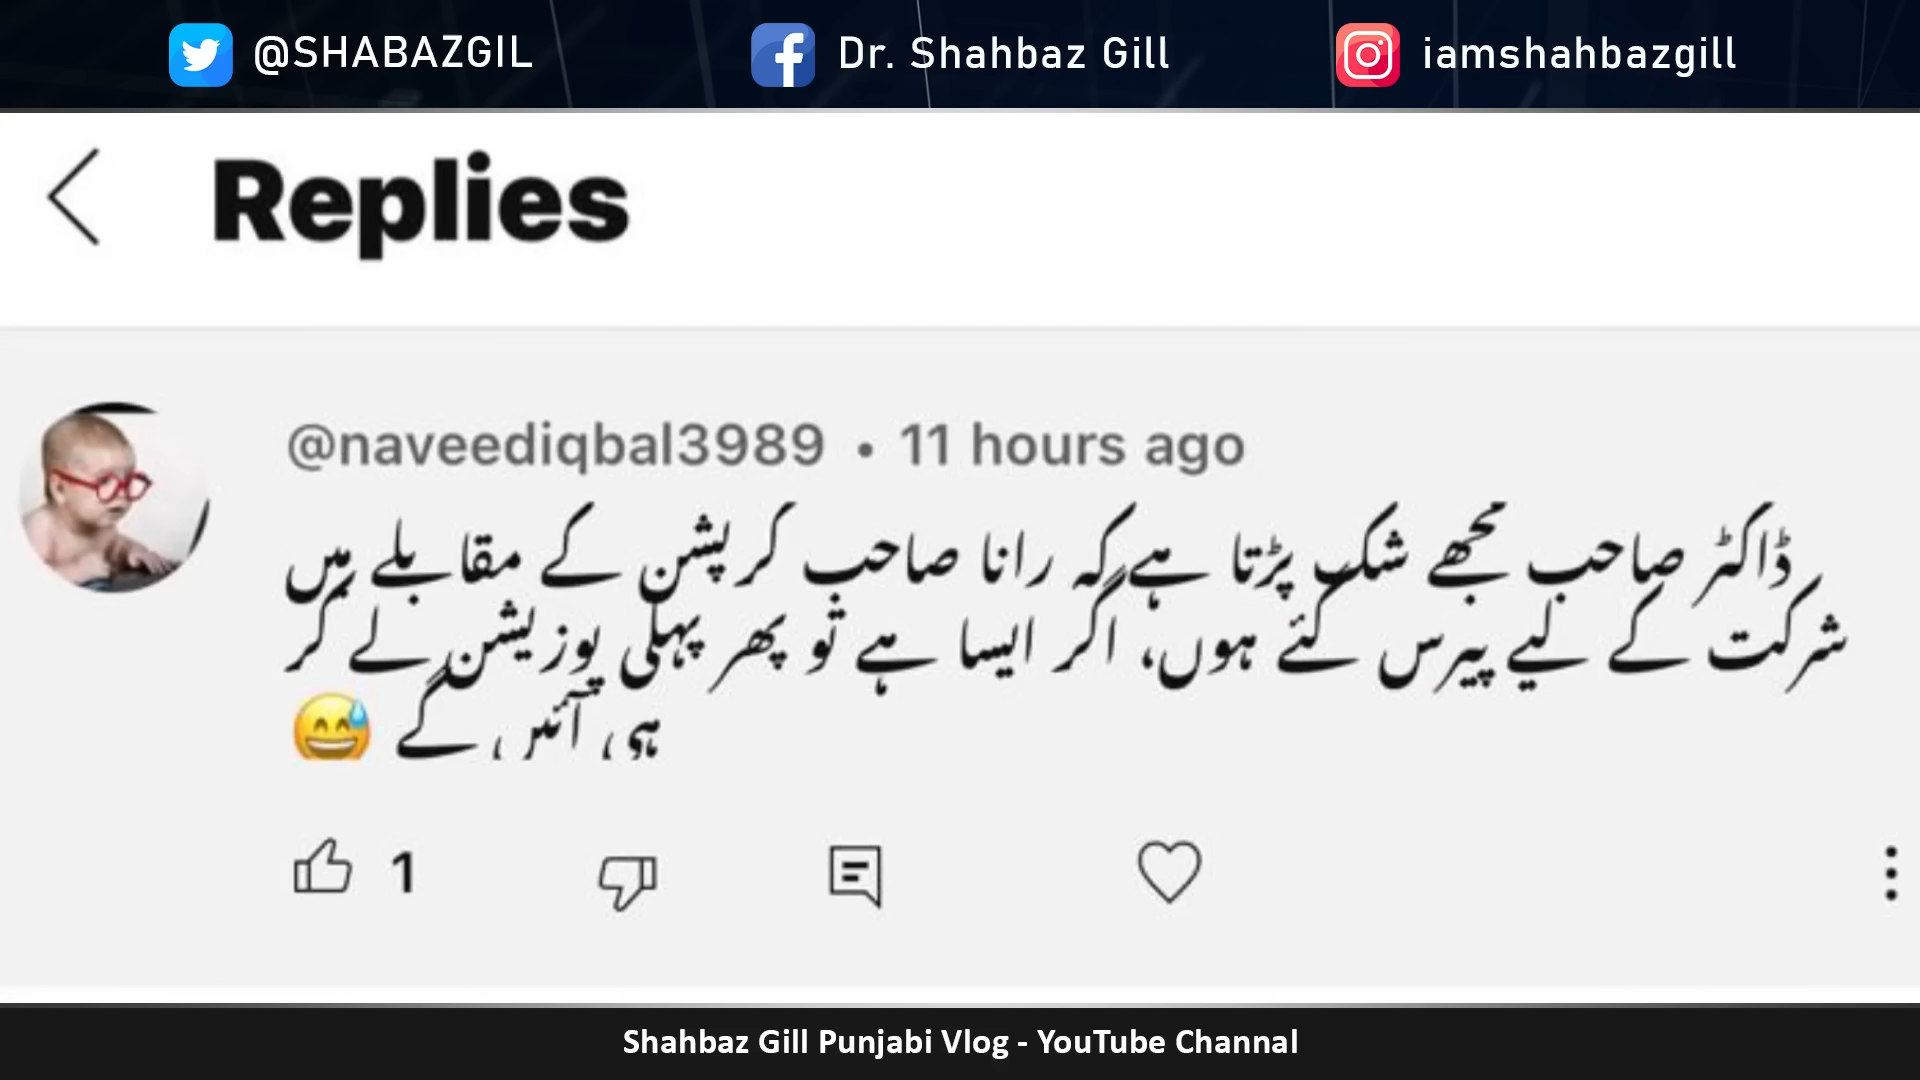 @SHABAZGIL
Dr. Shahbaz Gill
iamshahbazgill
Replies
@naveediqbal3989 • 11 hours ago
ڈاکٹر صاحب مجھے شک پڑتا ہے کہ رانا صاحب کرپشن کے مقابلے میں
شرکت کے لیے پیرس گئے ہوں، اگر ایسا ہے تو پھر پہلی پوزیشن لے کر
ہی آئیں گے 😅
1
Shahbaz Gill Punjabi Vlog - YouTube Channal